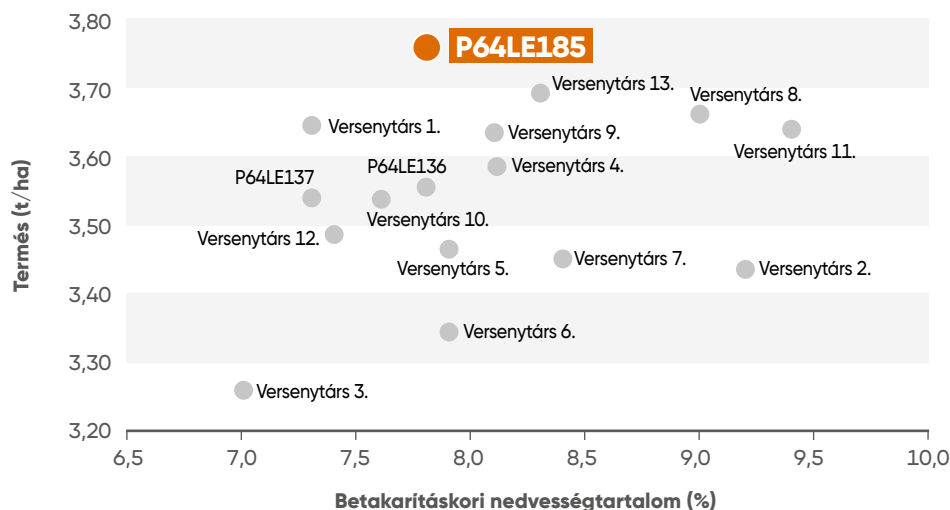 3,80
P64LE185
3,70
Versenytárs 13.
Versenytárs 8.
Versenytárs 1.
Versenytárs 9.
Versenytárs 11.
3,60
P64LE136
Versenytárs 4.
P64LE137
Versenytárs 10.
3,50
Versenytárs 12.
Versenytárs 5.
Versenytárs 7.
Versenytárs 2.
3,40
Versenytárs 6.
3,30
Versenytárs 3.
3,20
Termés (t/ha)
6,5 7,0 7,5 8,0 8,5 9,0 9,5 10,0
Betakarításkori nedvességtartalom (%)